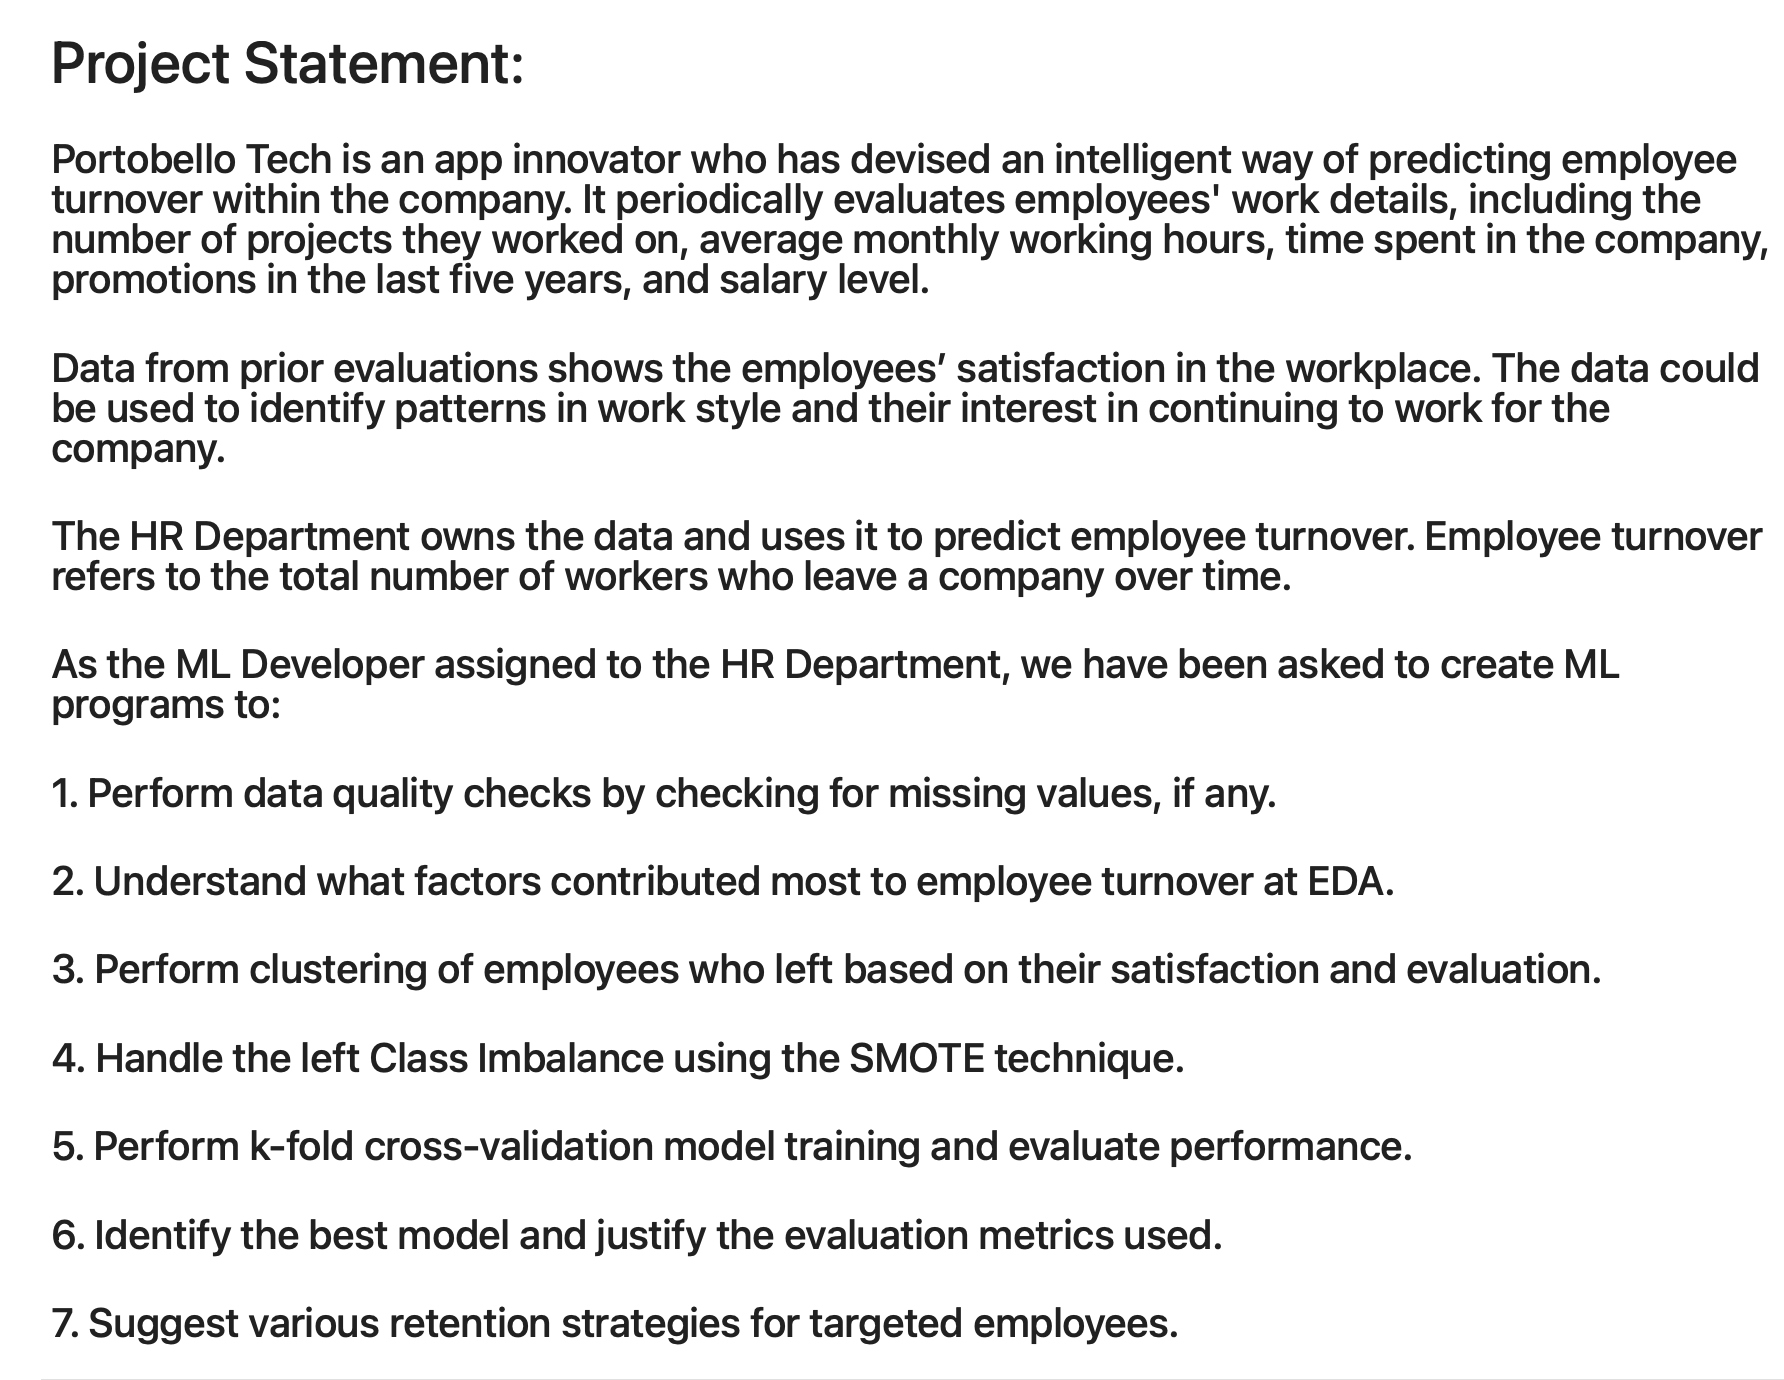 Project Statement:
Portobello Tech is an app innovator who has devised an intelligent way of predicting employee
turnover within the company. It periodically evaluates employees' work details, including the
number of projects they worked on, average monthly working hours, time spent in the company,
promotions in the last five years, and salary level.
Data from prior evaluations shows the employees’ satisfaction in the workplace. The data could
be used to identify patterns in work style and their interest in continuing to work for the
company.
The HR Department owns the data and uses it to predict employee turnover. Employee turnover
refers to the total number of workers who leave a company over time.
As the ML Developer assigned to the HR Department, we have been asked to create ML
programs to:
1. Perform data quality checks by checking for missing values, if any.
2. Understand what factors contributed most to employee turnover at EDA.
3. Perform clustering of employees who left based on their satisfaction and evaluation.
4. Handle the left Class Imbalance using the SMOTE technique.
5. Perform k-fold cross-validation model training and evaluate performance.
6. Identify the best model and justify the evaluation metrics used.
7. Suggest various retention strategies for targeted employees.